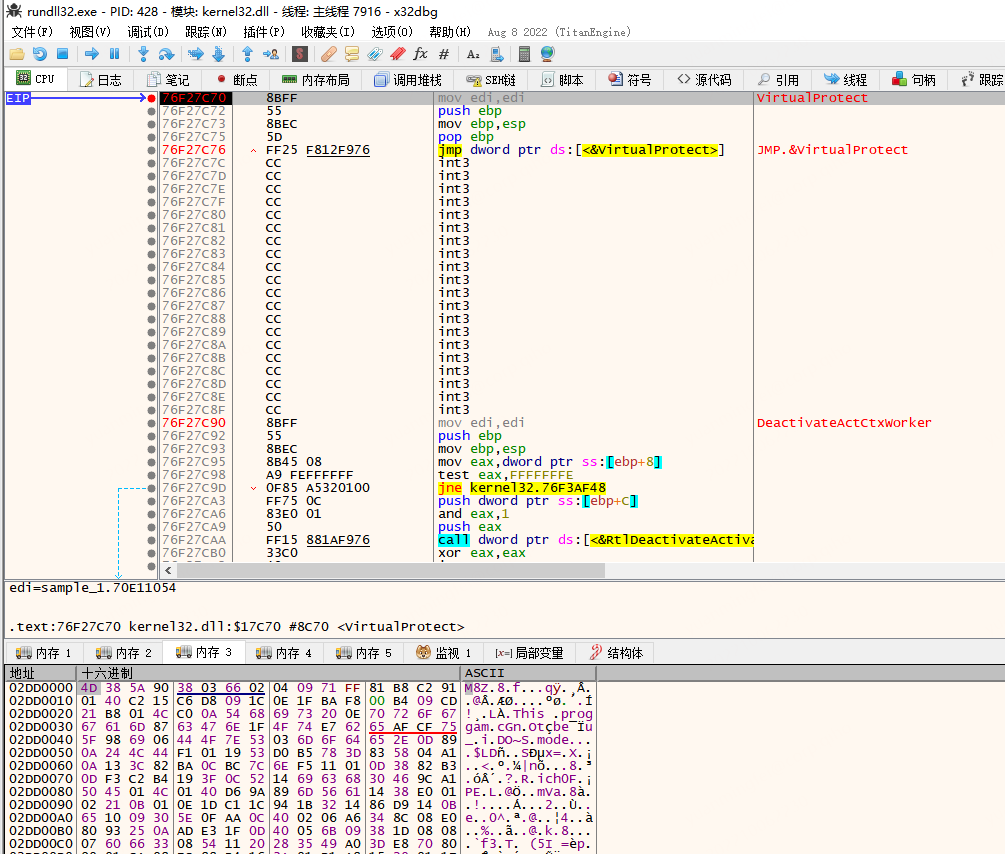 rundll32.exe - PID: 428 - 模块: kernel32.dll - 线程: 主线程 7916 - x32dbg
文件(F) 视图(V) 调试(D) 跟踪(N) 插件(P) 收藏夹(I) 选项(O) 帮助(H) Aug 8 2022 (TitanEngine)
CPU 日志 笔记 断点 内存布局 调用堆栈 SEH链 脚本 符号 源代码 引用 线程 句柄 跟踪
EIP 76F27C70 8BFF mov edi,edi VirtualProtect
76F27C72 55 push ebp
76F27C73 8BEC mov ebp,esp
76F27C75 5D pop ebp
76F27C76 FF25 F812F976 jmp dword ptr ds:[<&VirtualProtect>] JMP.&VirtualProtect
76F27C7C CC int3
76F27C7D CC int3
76F27C7E CC int3
76F27C7F CC int3
76F27C80 CC int3
76F27C81 CC int3
76F27C82 CC int3
76F27C83 CC int3
76F27C84 CC int3
76F27C85 CC int3
76F27C86 CC int3
76F27C87 CC int3
76F27C88 CC int3
76F27C89 CC int3
76F27C8A CC int3
76F27C8B CC int3
76F27C8C CC int3
76F27C8D CC int3
76F27C8E CC int3
76F27C8F CC int3
76F27C90 8BFF mov edi,edi DeactivateActCtxWorker
76F27C92 55 push ebp
76F27C93 8BEC mov ebp,esp
76F27C95 8B45 08 mov eax,dword ptr ss:[ebp+8]
76F27C98 A9 FEFFFFFF test eax,FFFFFFFE
76F27C9D 0F85 A5320100 jne kernel32.76F3AF48
76F27CA3 FF75 0C push dword ptr ss:[ebp+C]
76F27CA6 83E0 01 and eax,1
76F27CA9 50 push eax
76F27CAA FF15 881AF976 call dword ptr ds:[<&RtlDeactivateActiva
76F27CB0 33C0 xor eax,eax
edi=sample_1.70E11054
.text:76F27C70 kernel32.dll:$17C70 #8C70 <VirtualProtect>
内存 1 内存 2 内存 3 内存 4 内存 5 监视 1 [x=] 局部变量 结构体
地址 十六进制 ASCII
02DD0000 4D 38 5A 90 38 03 66 02 04 09 71 FF 81 B8 C2 91 M8Z.8.f...qÿ.¸Â.
02DD0010 01 40 C2 15 C6 D8 09 1C 0E 1F BA F8 00 B4 09 CD .@Â.ÆØ....ºø.´.Í
02DD0020 21 B8 01 4C C0 0A 54 68 69 73 20 0E 70 72 6F 67 !¸.LÀ.This .prog
02DD0030 67 61 6D 87 63 47 6E 1F 4F 74 E7 62 65 AF CF 75
02DD0040 5F 98 69 06 44 4F 7E 53 03 6D 6F 64 65 2E 0D 89 _.i.DO~S.mode...
02DD0050 0A 24 4C 44 F1 01 19 53 D0 B5 78 3D 83 58 04 A1 .$LDñ..SÐµx=.X.¡
02DD0060 0A 13 3C 82 BA 0C BC 7C 6E F5 11 01 0D 38 82 B3
02DD0070 0D F3 C2 B4 19 3F 0C 52 14 69 63 68 30 46 9C A1
02DD0080 50 45 01 4C 01 40 D6 9A 89 6D 56 61 14 38 E0 01 PE.L.@Ö..mVa.8à.
02DD0090 02 21 0B 01 0E 1D C1 1C 94 1B 32 14 86 D9 14 0B
02DD00A0 65 10 09 30 5E 0F AA 0C 40 02 06 A6 34 8C 08 E0
02DD00B0 80 93 25 0A AD E3 1F 0D 40 05 6B 09 38 1D 08 08
02DD00C0 07 60 66 33 08 54 11 20 28 35 49 A0 3D E8 70 80